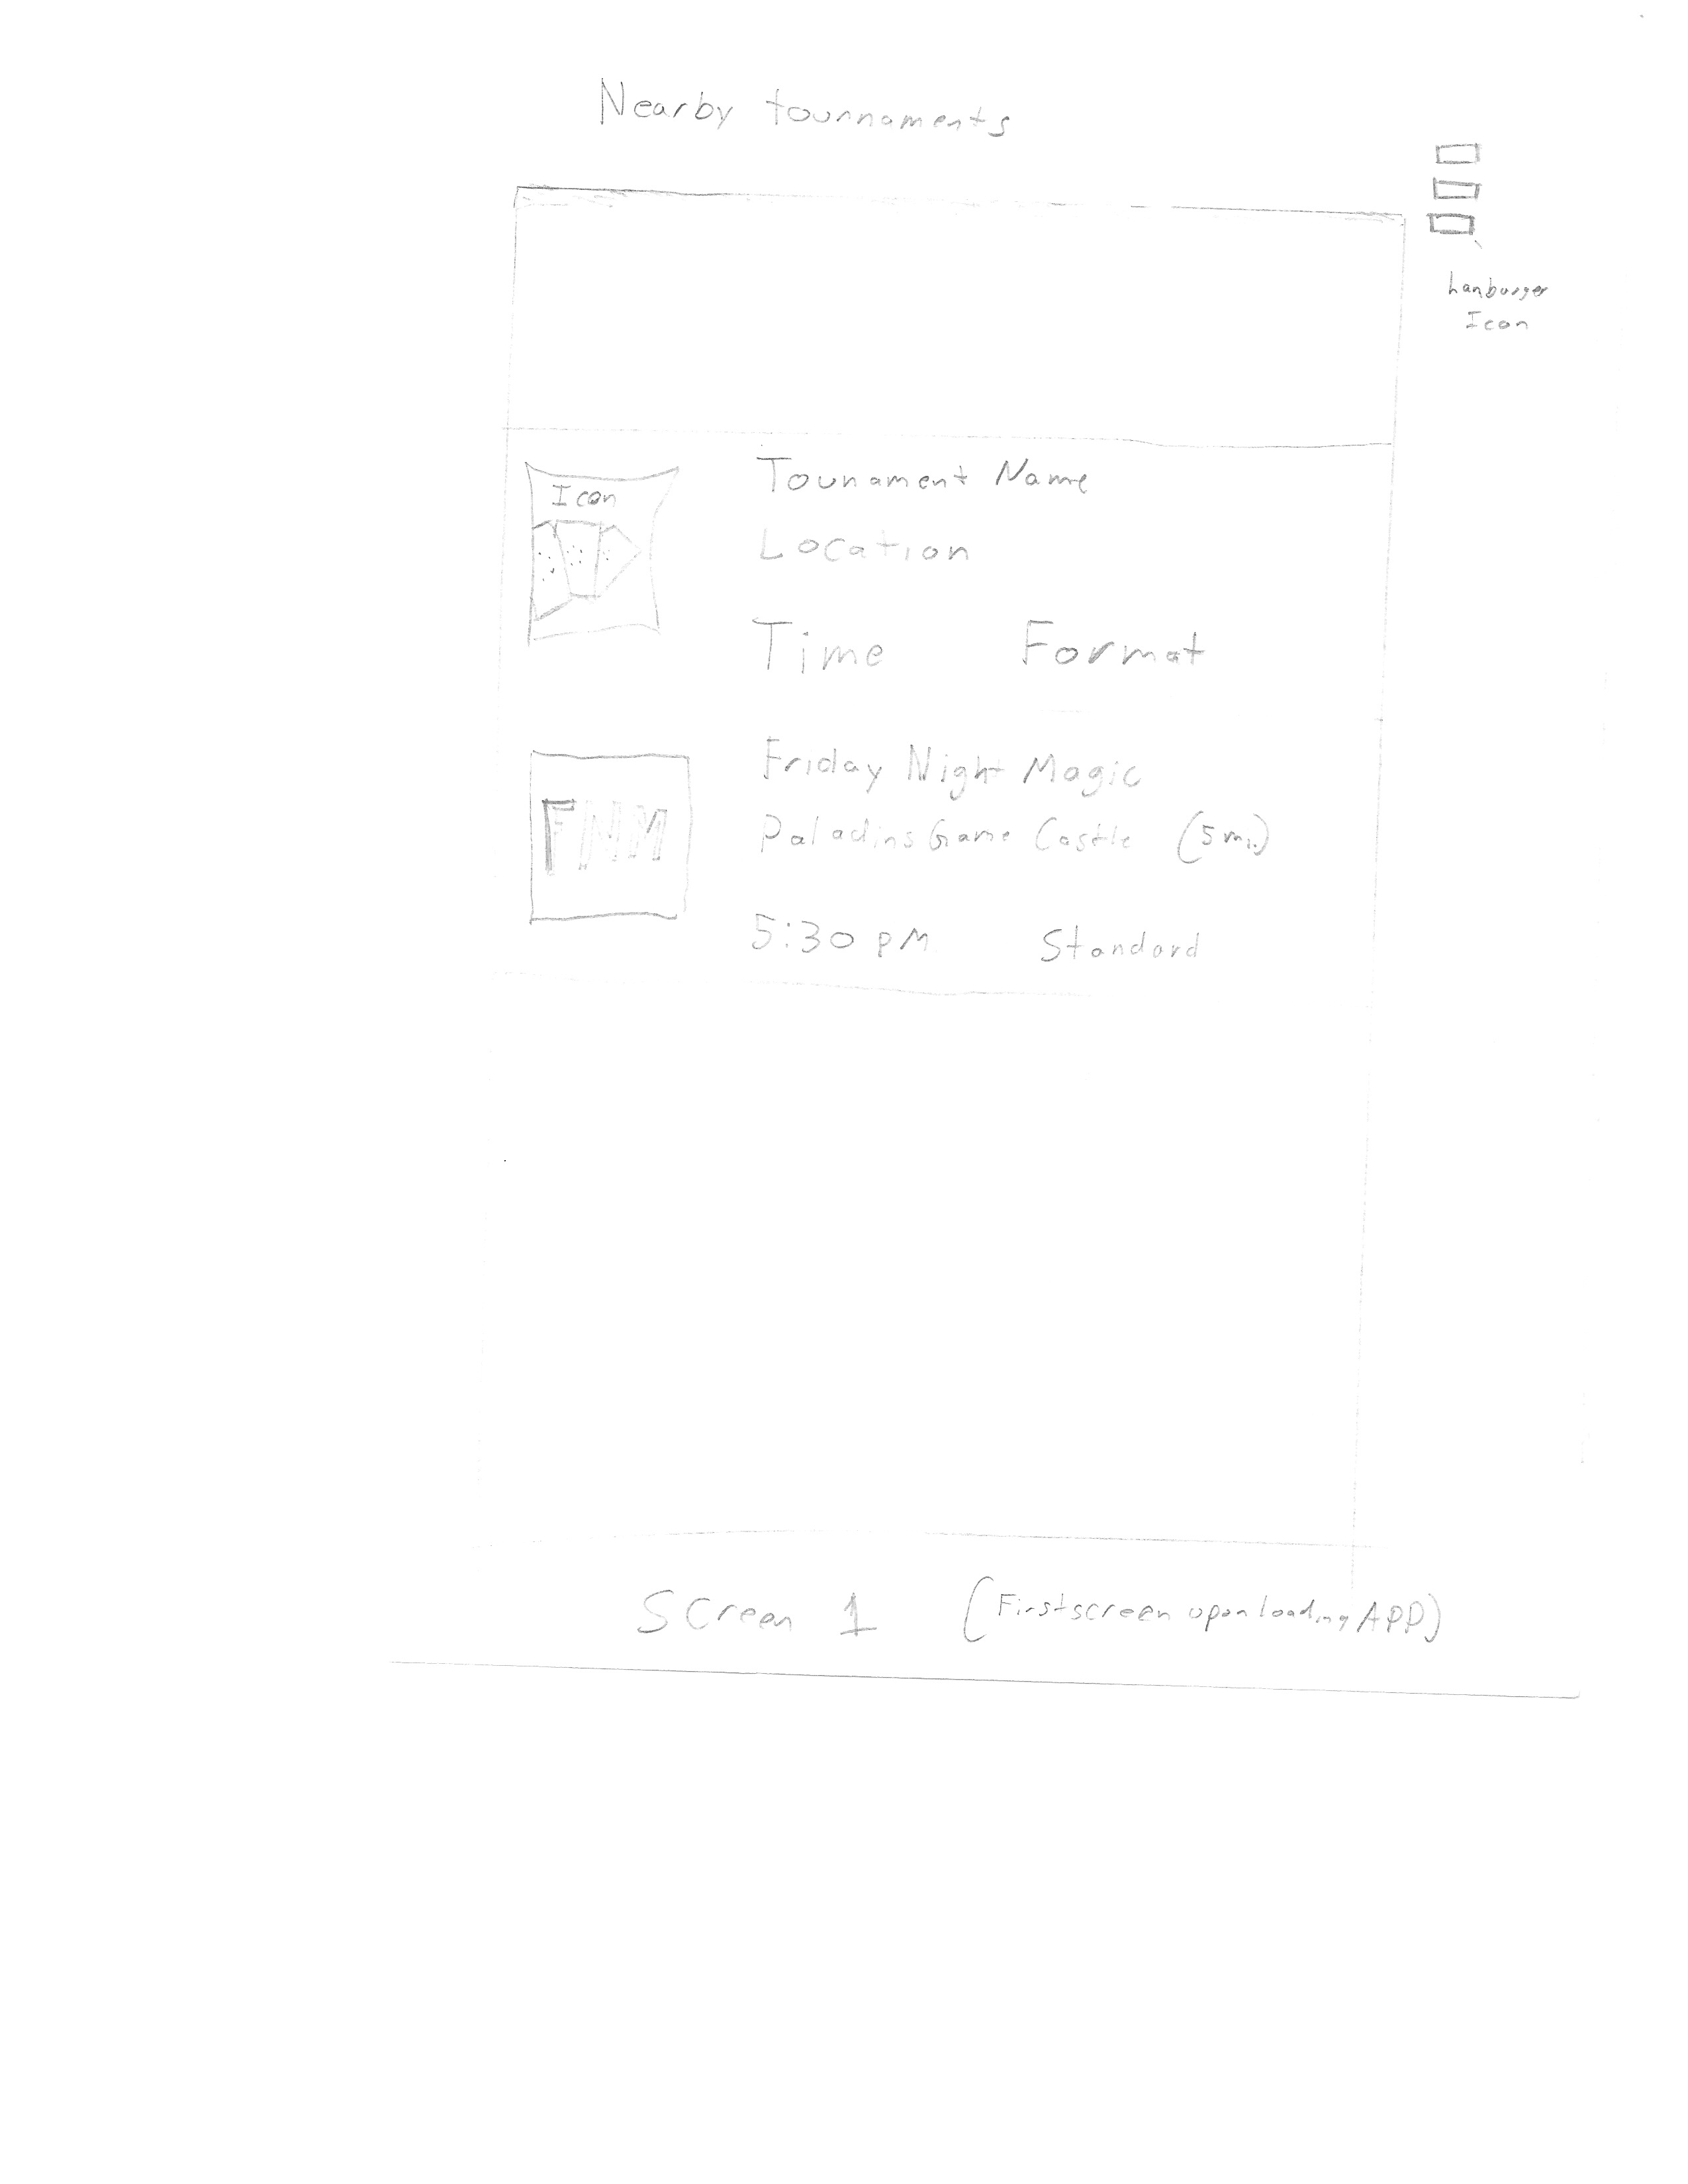 Nearby tounnaments
hanburger
Icon
Icon
Tounament Name
Location
Time Format
FNM
Friday Night Magic
Paladins Game Castle (5 mi.)
5:30 PM Standard
Screen 1 (First screen upon loading APP)